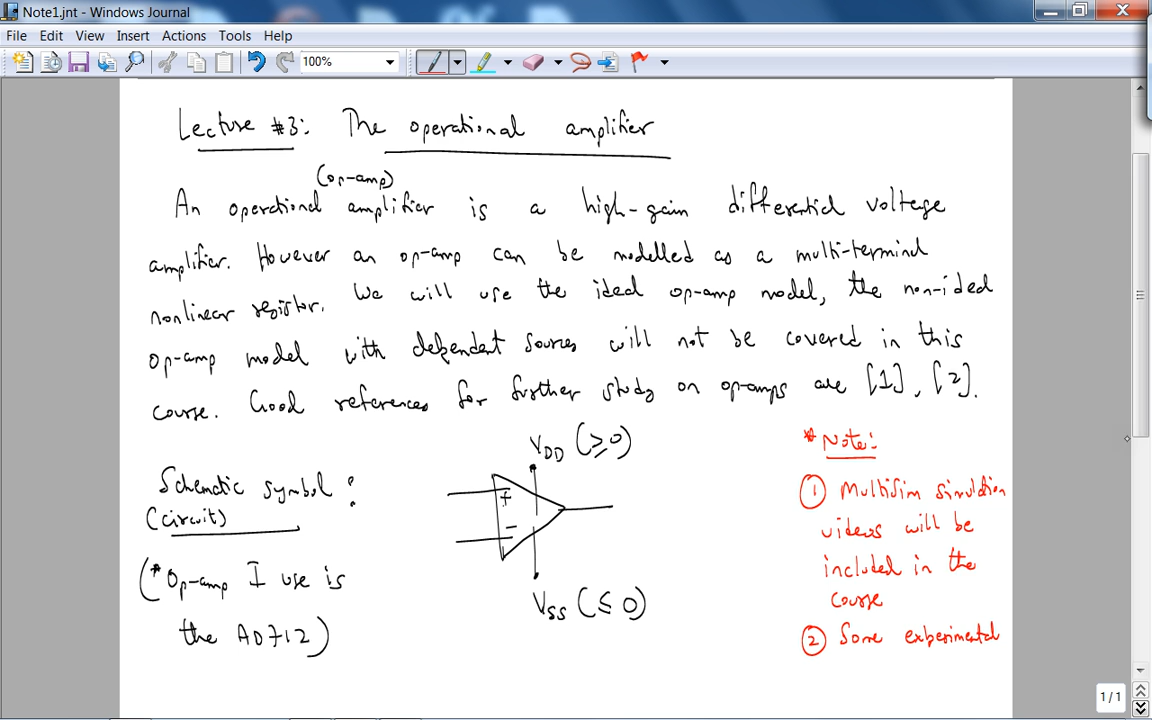 Note1.jnt - Windows Journal
File Edit View Insert Actions Tools Help
100%
Lecture #3: The operational amplifier
(op-amp)
An operational amplifier is a high-gain differential voltage
amplifier. However an op-amp can be modelled as a multi-terminal
nonlinear resistor. We will use the ideal op-amp model, the non-ideal
op-amp model with dependent sources will not be covered in this
course. Good references for further study on op-amps are [1], [2].
VDD (≥0)
Schematic symbol:
(circuit)
+
-
VSS (≤ 0)
(* Op-amp I use is
the AD712)
* Note:
① Multisim simulation
videos will be
included in the
course
② Some experimental
1 / 1